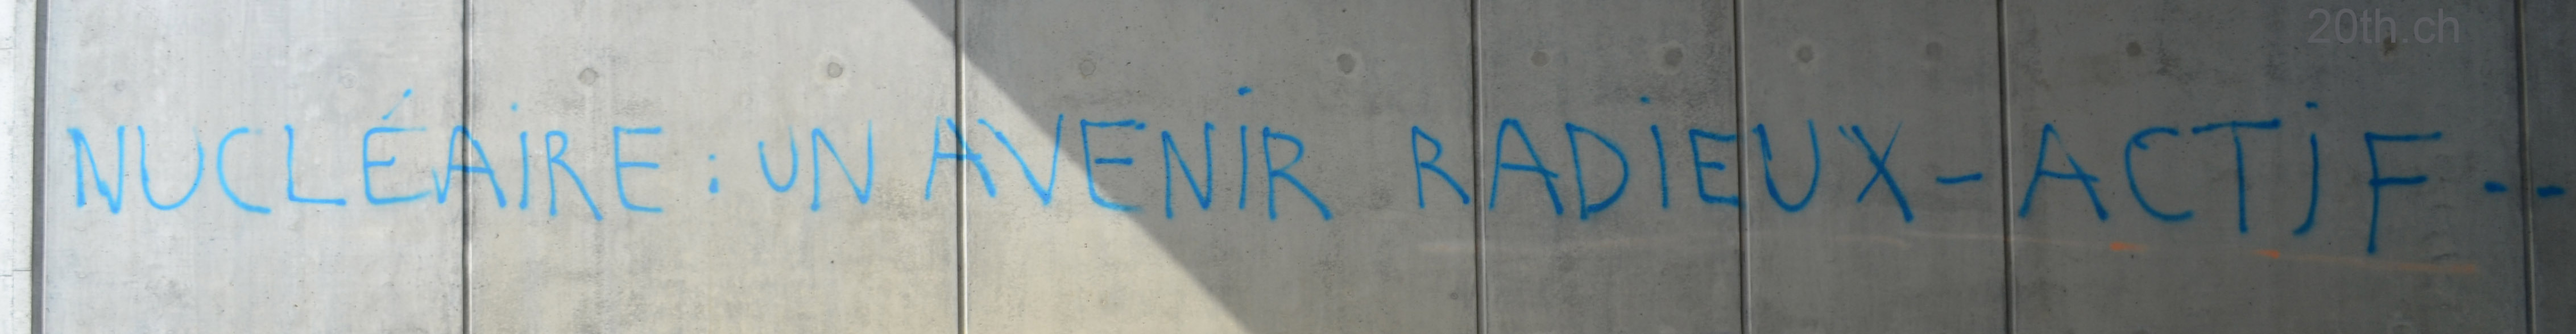 20th.ch
NUCLÉAIRE : UN AVENIR RADIEUX - ACTIF --